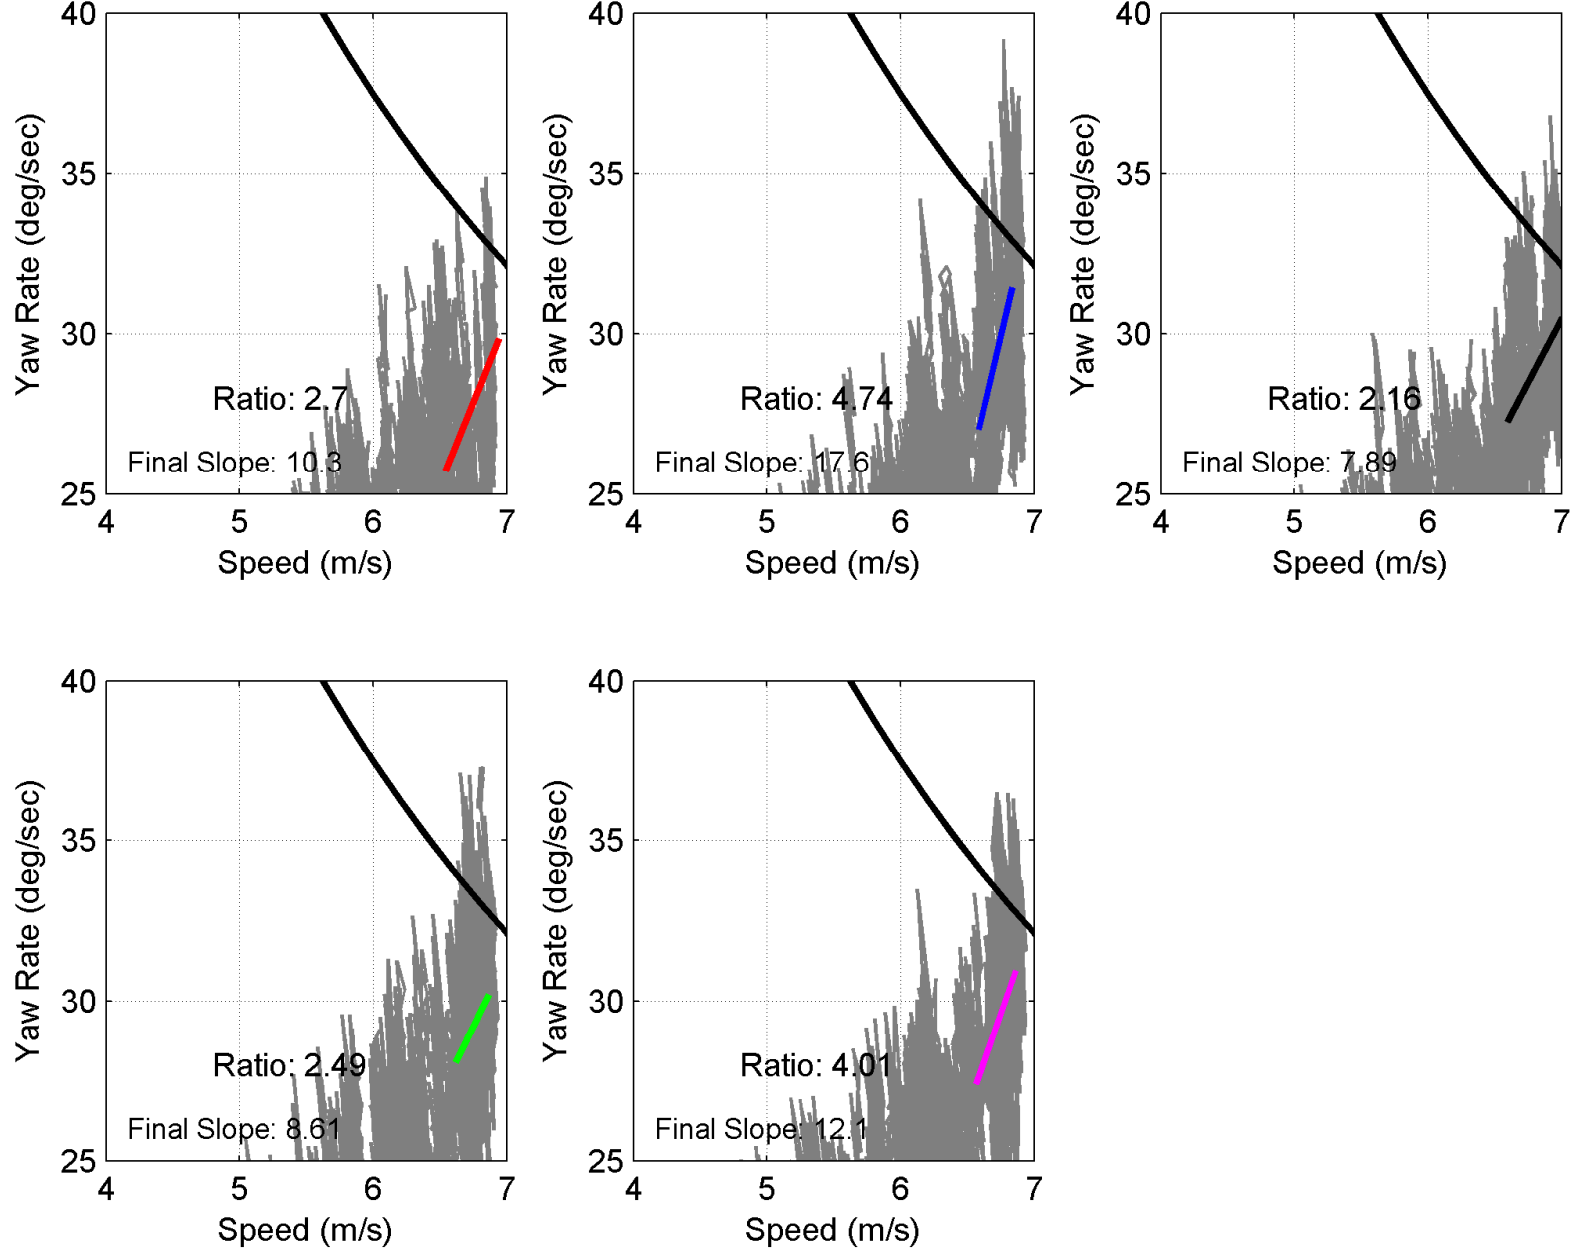 40
35
30
25
Yaw Rate (deg/sec)
Ratio: 2.7
Final Slope: 10.3
4 5 6 7
Speed (m/s)
40
35
30
25
Yaw Rate (deg/sec)
Ratio: 4.74
Final Slope: 17.6
4 5 6 7
Speed (m/s)
40
35
30
25
Yaw Rate (deg/sec)
Ratio: 2.16
Final Slope: 7.89
4 5 6 7
Speed (m/s)
40
35
30
25
Yaw Rate (deg/sec)
Ratio: 2.49
Final Slope: 8.61
4 5 6 7
Speed (m/s)
40
35
30
25
Yaw Rate (deg/sec)
Ratio: 4.01
Final Slope: 12.1
4 5 6 7
Speed (m/s)